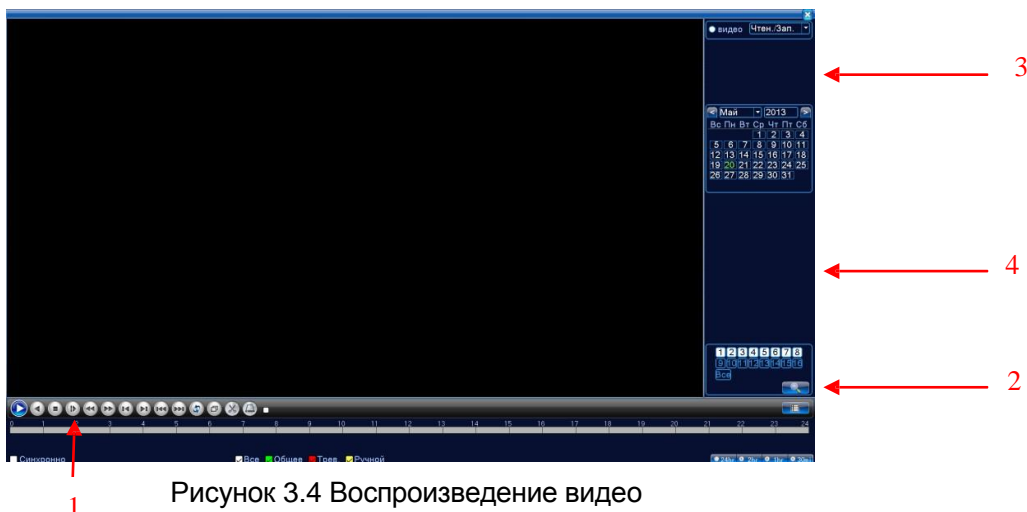 видео Чтен./Зап.
3
Май 2013
Вс Пн Вт Ср Чт Пт Сб
1 2 3 4
5 6 7 8 9 10 11
12 13 14 15 16 17 18
19 20 21 22 23 24 25
26 27 28 29 30 31
4
1 2 3 4 5 6 7 8
9 10 11 12 13 14 15 16
Все
2
0 1 2 3 4 5 6 7 8 9 10 11 12 13 14 15 16 17 18 19 20 21 22 23 24
Синхронно Все Общее Трев. Ручной 24hr 2hr 1hr
1
Рисунок 3.4 Воспроизведение видео